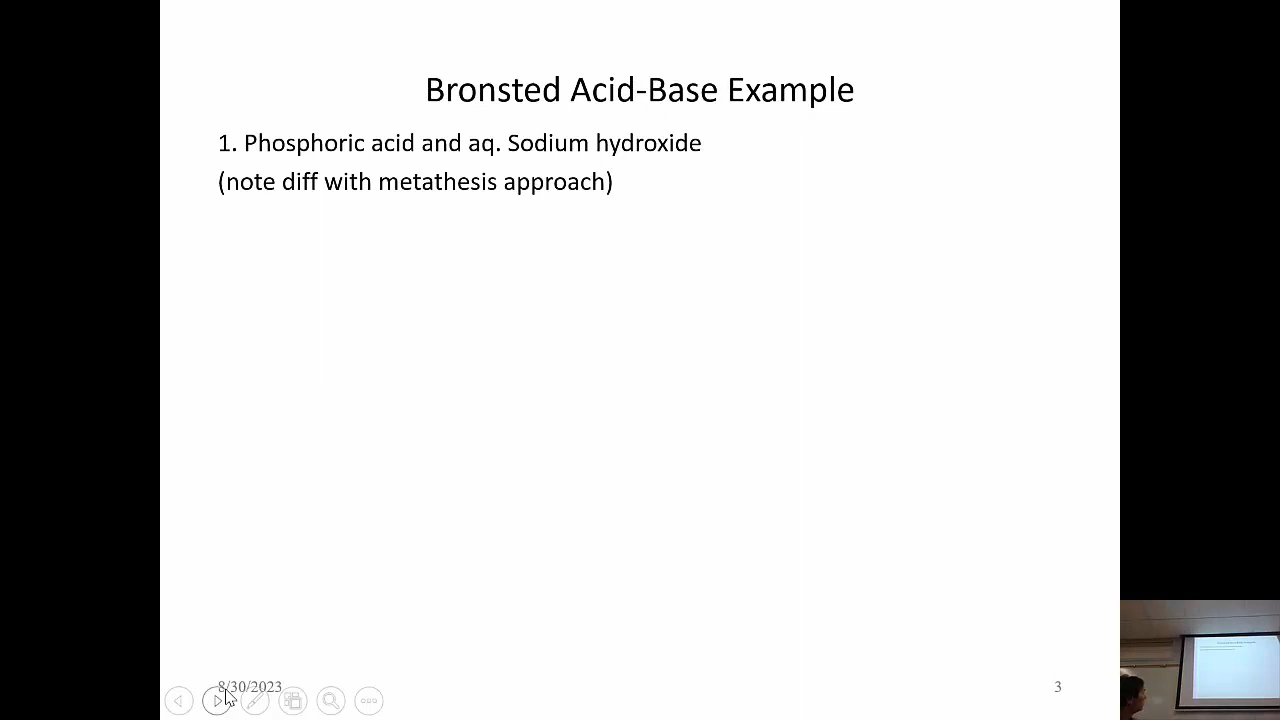 Bronsted Acid-Base Example
1. Phosphoric acid and aq. Sodium hydroxide
(note diff with metathesis approach)
8/30/2023
3